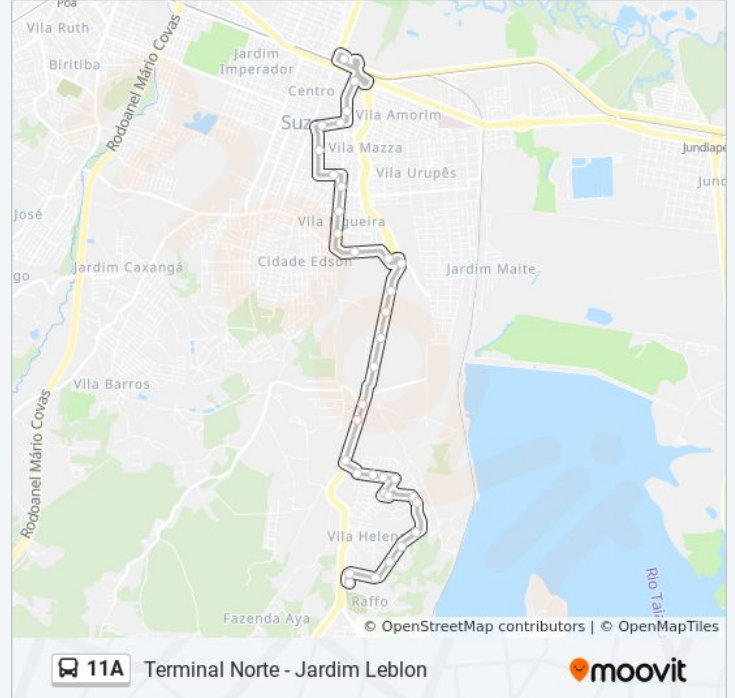 Poá
Vila Ruth
Biritiba
Rodoanel Mário Covas
Jardim
Imperador
Centro
Suz
Vila Amorim
Vila Mazza
Jundiape
Vila Urupês
Jund
José
Vila Figueira
Cidade Edson
Jardim Caxangá
go
Jardim Maite
Vila Barros
Rodoanel Mário Covas
Vila Helen
Rio Taia
Raffo
Fazenda Aya
© OpenStreetMap contributors | © OpenMapTiles
11A Terminal Norte - Jardim Leblon
moovit